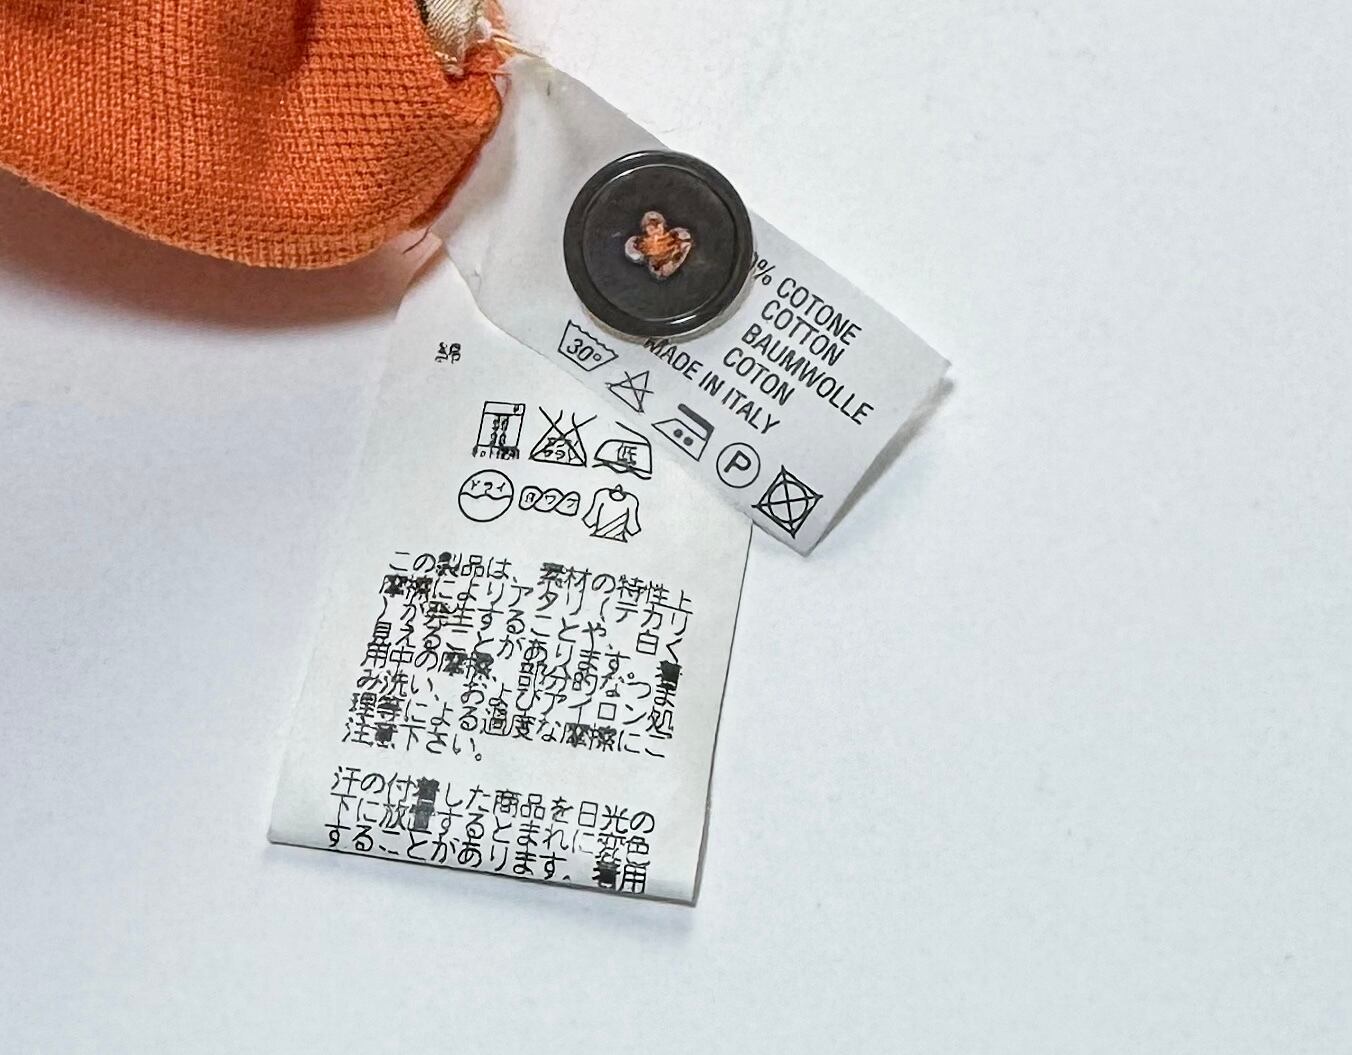 % COTONE
COTTON
BAUMWOLLE
COTON
MADE IN ITALY
30°
P
綿
低
ドライ
この製品は、素材の特性上
摩擦によりアタリ(テカリ
)が発生することや、白く
見えることがあります。着
用中の摩擦、部分的なつま
み洗い、およびアイロン処
理等による過度な摩擦にご
注意下さい。
汗の付着した商品を日光の
下に放置するとまれに変色
することがあります。着用